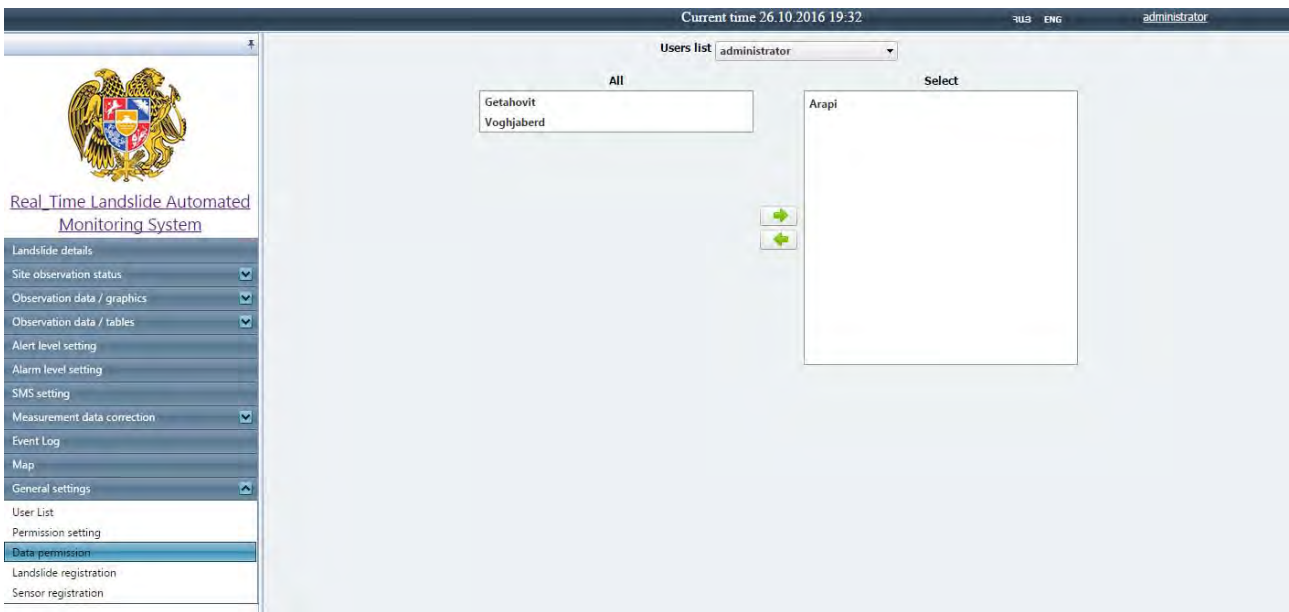 Current time 26.10.2016 19:32
ՀԱՅ ENG
administrator
Users list administrator
All
Select
Getahovit
Voghjaberd
Arapi
Real_Time Landslide Automated
Monitoring System
Landslide details
Site observation status
Observation data / graphics
Observation data / tables
Alert level setting
Alarm level setting
SMS setting
Measurement data correction
Event Log
Map
General settings
User List
Permission setting
Data permission
Landslide registration
Sensor registration